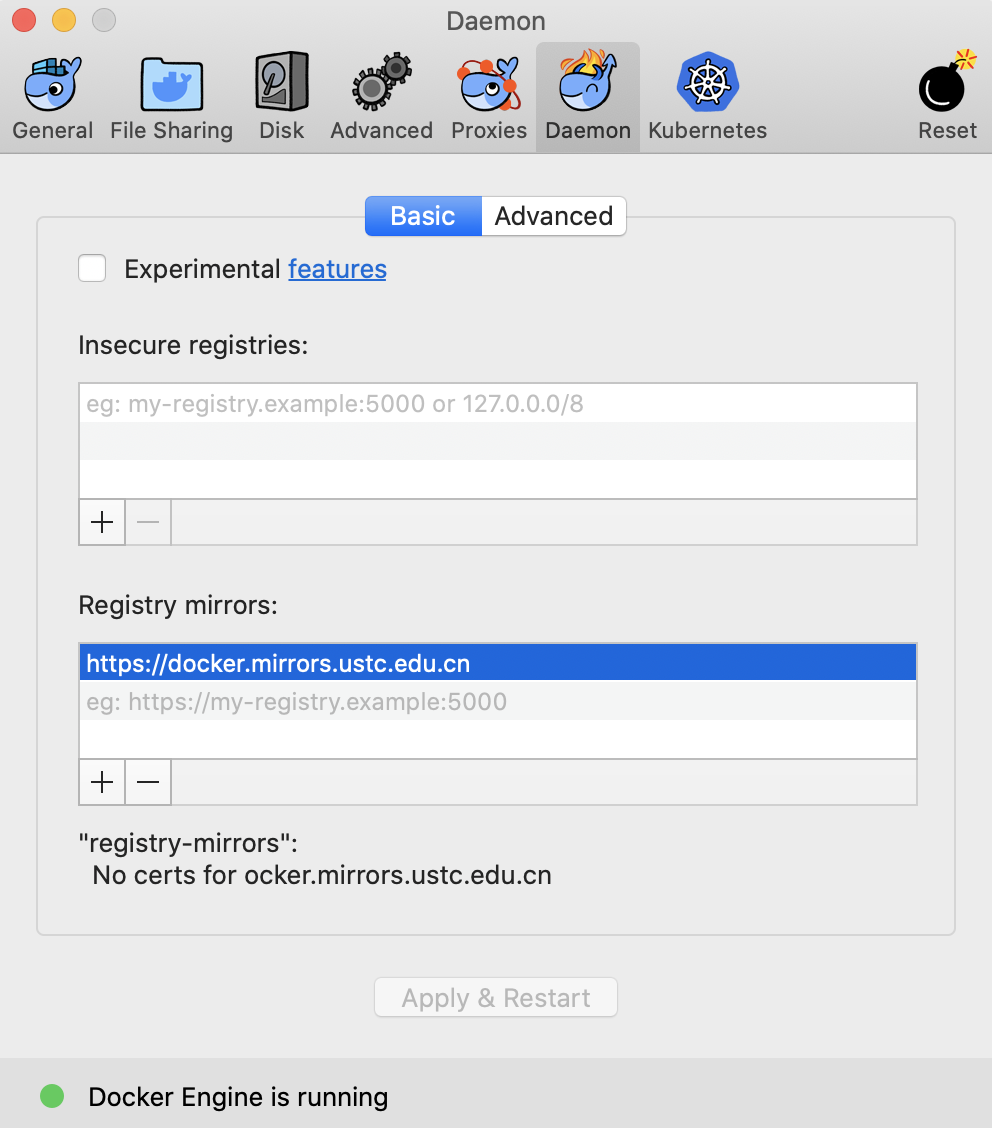 Daemon
General File Sharing Disk Advanced Proxies Daemon Kubernetes Reset
Basic Advanced
Experimental features
Insecure registries:
eg: my-registry.example:5000 or 127.0.0.0/8
Registry mirrors:
https://docker.mirrors.ustc.edu.cn
eg: https://my-registry.example:5000
"registry-mirrors":
No certs for ocker.mirrors.ustc.edu.cn
Apply & Restart
Docker Engine is running